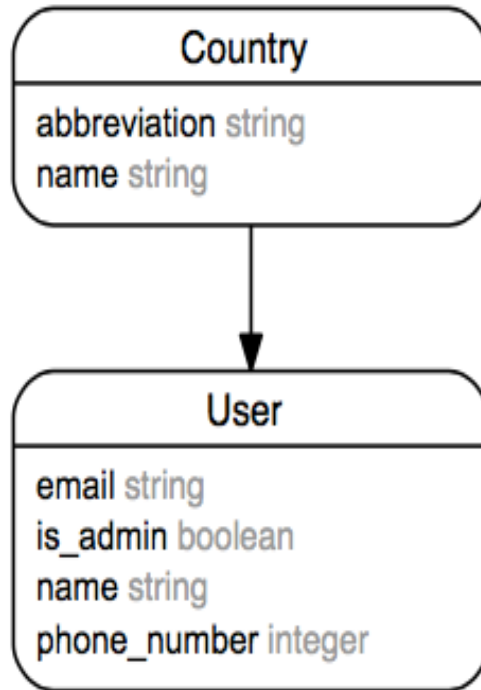 Country
abbreviation string
name string
User
email string
is_admin boolean
name string
phone_number integer